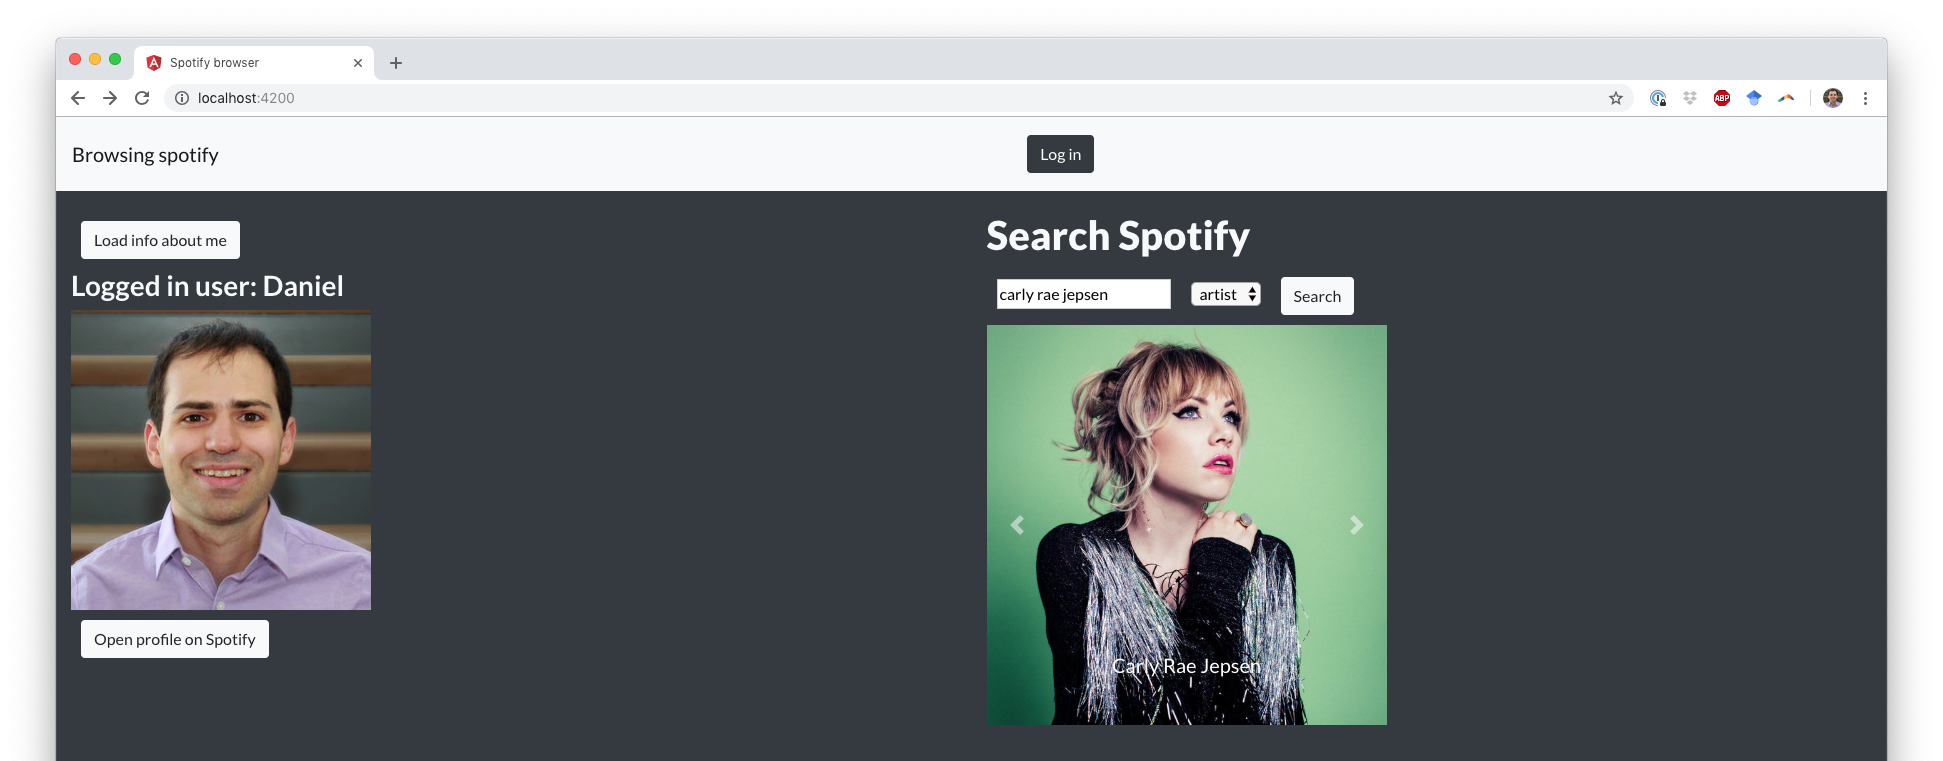 Spotify browser
localhost:4200
ABP
Browsing spotify
Log in
Load info about me
Logged in user: Daniel
Open profile on Spotify
Search Spotify
carly rae jepsen
artist
Search
Carly Rae Jepsen